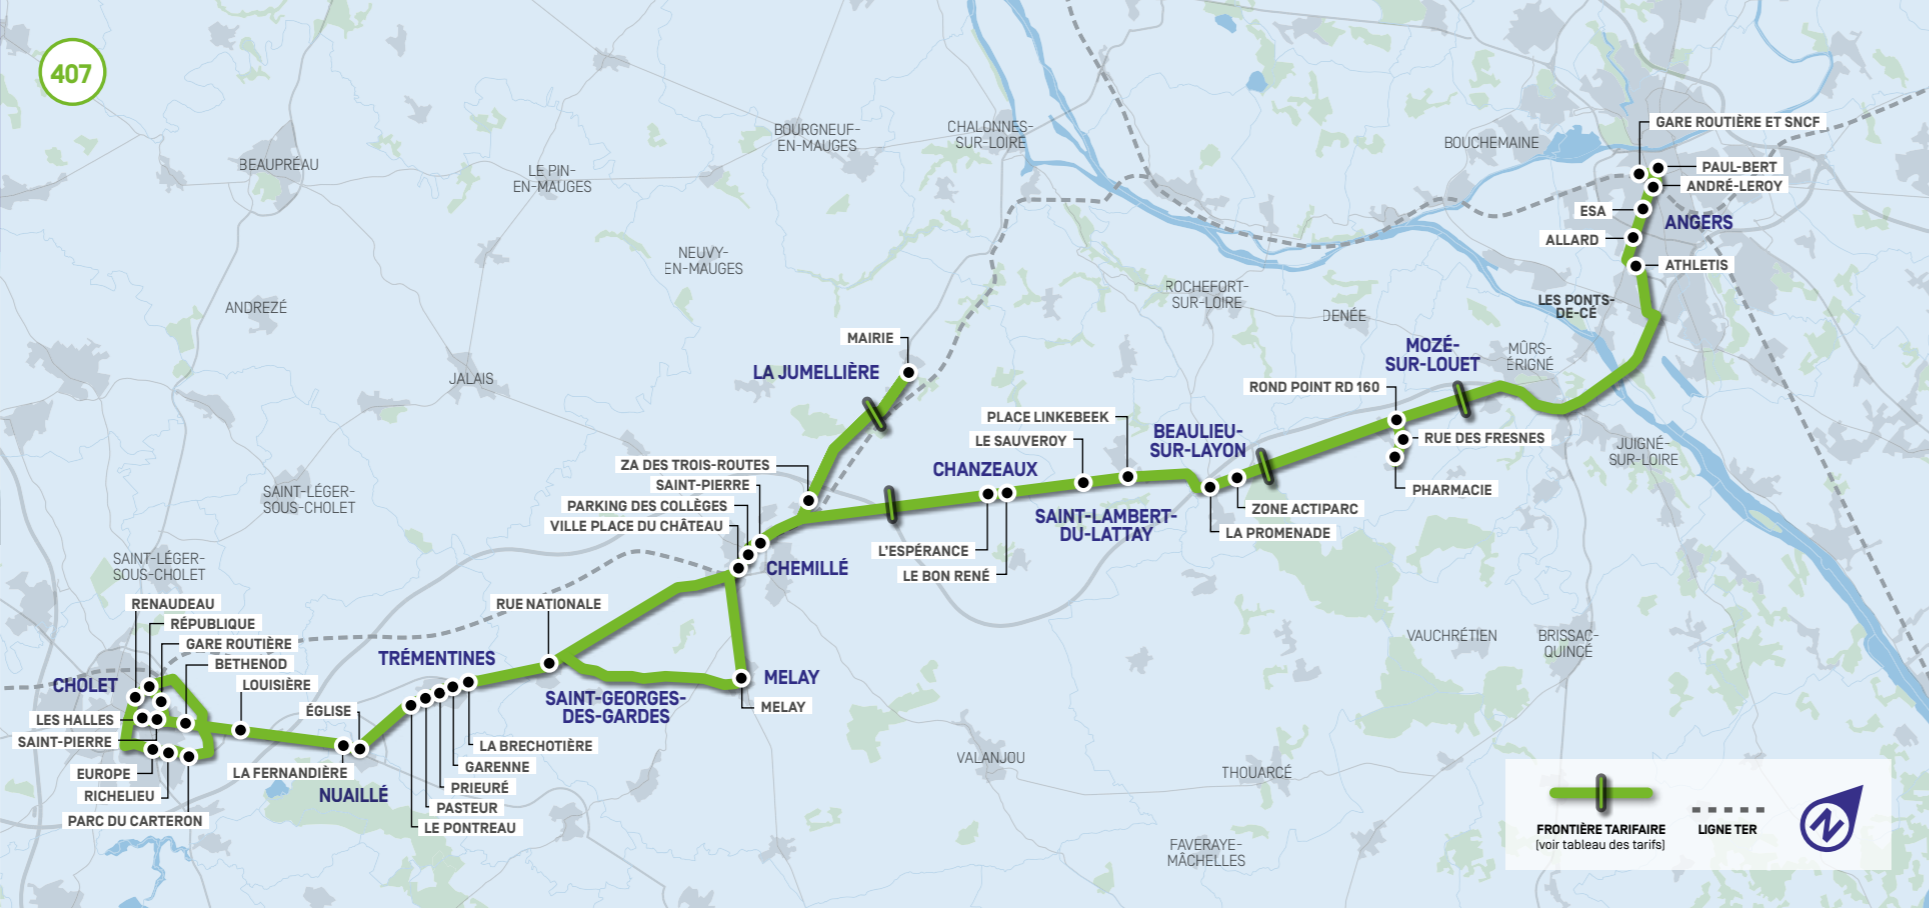 407
BEAUPRÉAU
LE PIN-
EN-MAUGES
BOURGNEUF-
EN-MAUGES
CHALONNES-
SUR-LOIRE
BOUCHEMAINE
GARE ROUTIÈRE ET SNCF
PAUL-BERT
ANDRÉ-LEROY
ESA
ANGERS
ALLARD
ATHLETIS
ANDREZÉ
NEUVY-
EN-MAUGES
ROCHEFORT-
SUR-LOIRE
DENÉE
LES PONTS-
DE-CÉ
MAIRIE
LA JUMELLIÈRE
JALAIS
MOZÉ-
SUR-LOUET
MÛRS-
ÉRIGNÉ
ROND POINT RD 160
RUE DES FRESNES
PHARMACIE
JUIGNÉ-
SUR-LOIRE
PLACE LINKEBEEK
LE SAUVEROY
BEAULIEU-
SUR-LAYON
CHANZEAUX
ZA DES TROIS-ROUTES
SAINT-PIERRE
PARKING DES COLLÈGES
VILLE PLACE DU CHÂTEAU
SAINT-LÉGER-
SOUS-CHOLET
SAINT-LAMBERT-
DU-LATTAY
ZONE ACTIPARC
LA PROMENADE
L'ESPÉRANCE
LE BON RENÉ
CHEMILLÉ
SAINT-LÉGER-
SOUS-CHOLET
RENAUDEAU
RÉPUBLIQUE
GARE ROUTIÈRE
BETHENOD
LOUISIÈRE
CHOLET
LES HALLES
SAINT-PIERRE
EUROPE
RICHELIEU
PARC DU CARTERON
ÉGLISE
LA FERNANDIÈRE
NUAILLÉ
RUE NATIONALE
TRÉMENTINES
LA BRECHOTIÈRE
GARENNE
PRIEURÉ
PASTEUR
LE PONTREAU
SAINT-GEORGES-
DES-GARDES
MELAY
MELAY
VAUCHRÉTIEN
BRISSAC-
QUINCÉ
VALANJOU
THOUARCÉ
FAVERAYE-
MÂCHELLES
FRONTIÈRE TARIFAIRE
(voir tableau des tarifs)
LIGNE TER
N